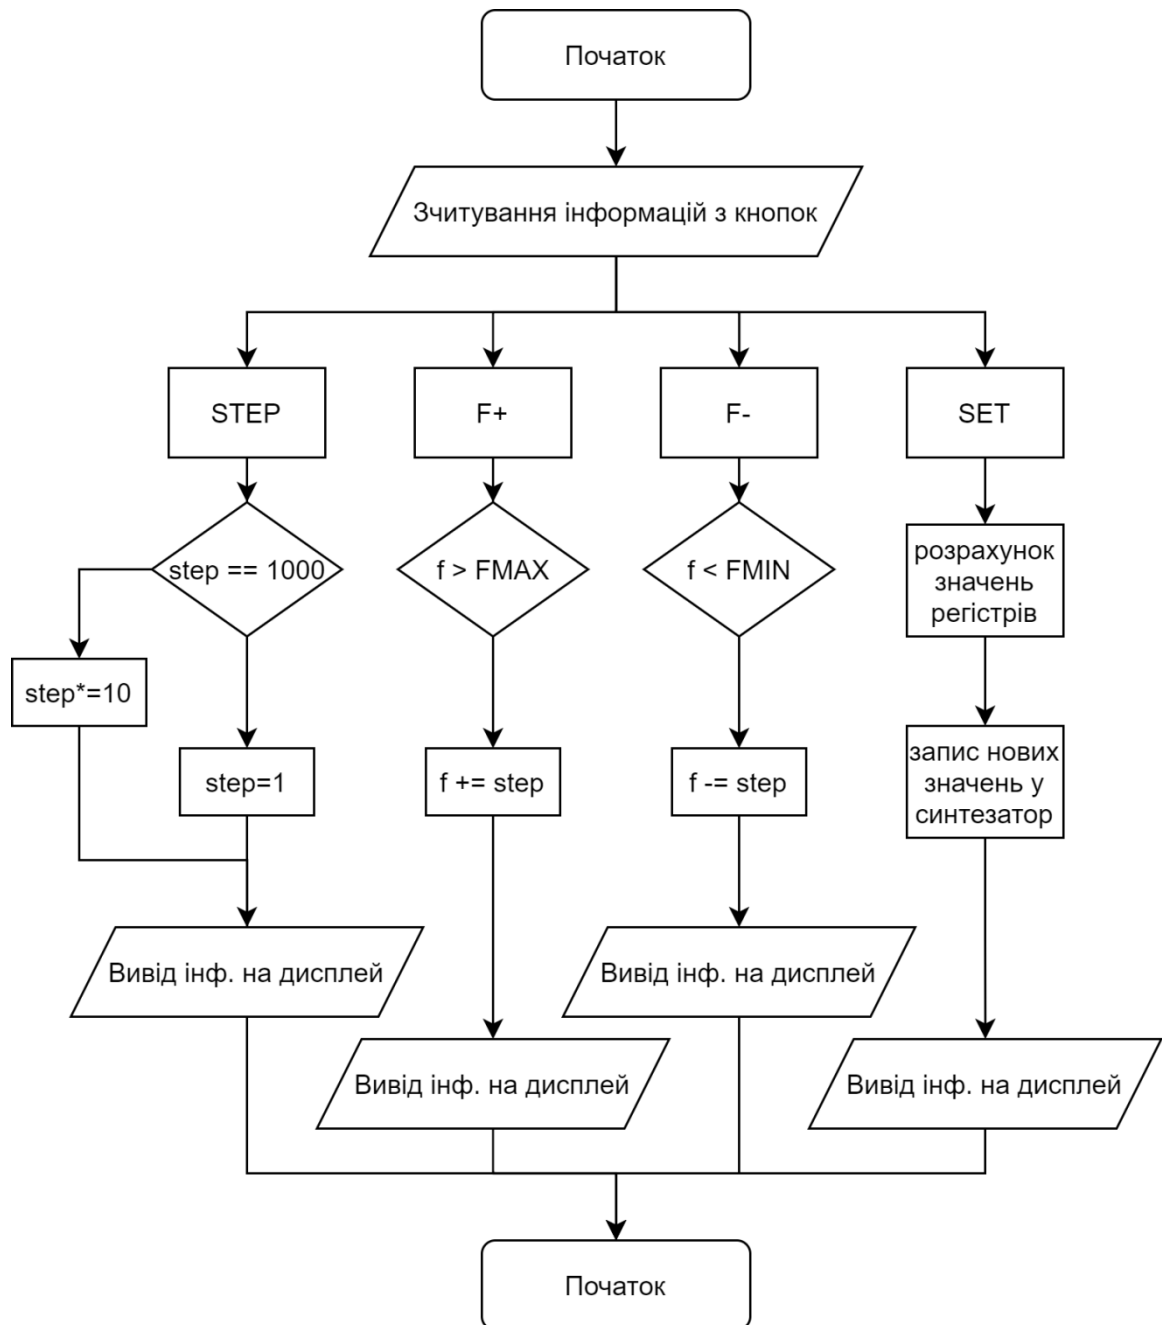 Початок
Зчитування інформацій з кнопок
STEP
F+
F-
SET
step == 1000
f > FMAX
f < FMIN
розрахунок
значень
регістрів
step*=10
step=1
f += step
f -= step
запис нових
значень у
синтезатор
Вивід інф. на дисплей
Вивід інф. на дисплей
Вивід інф. на дисплей
Вивід інф. на дисплей
Початок